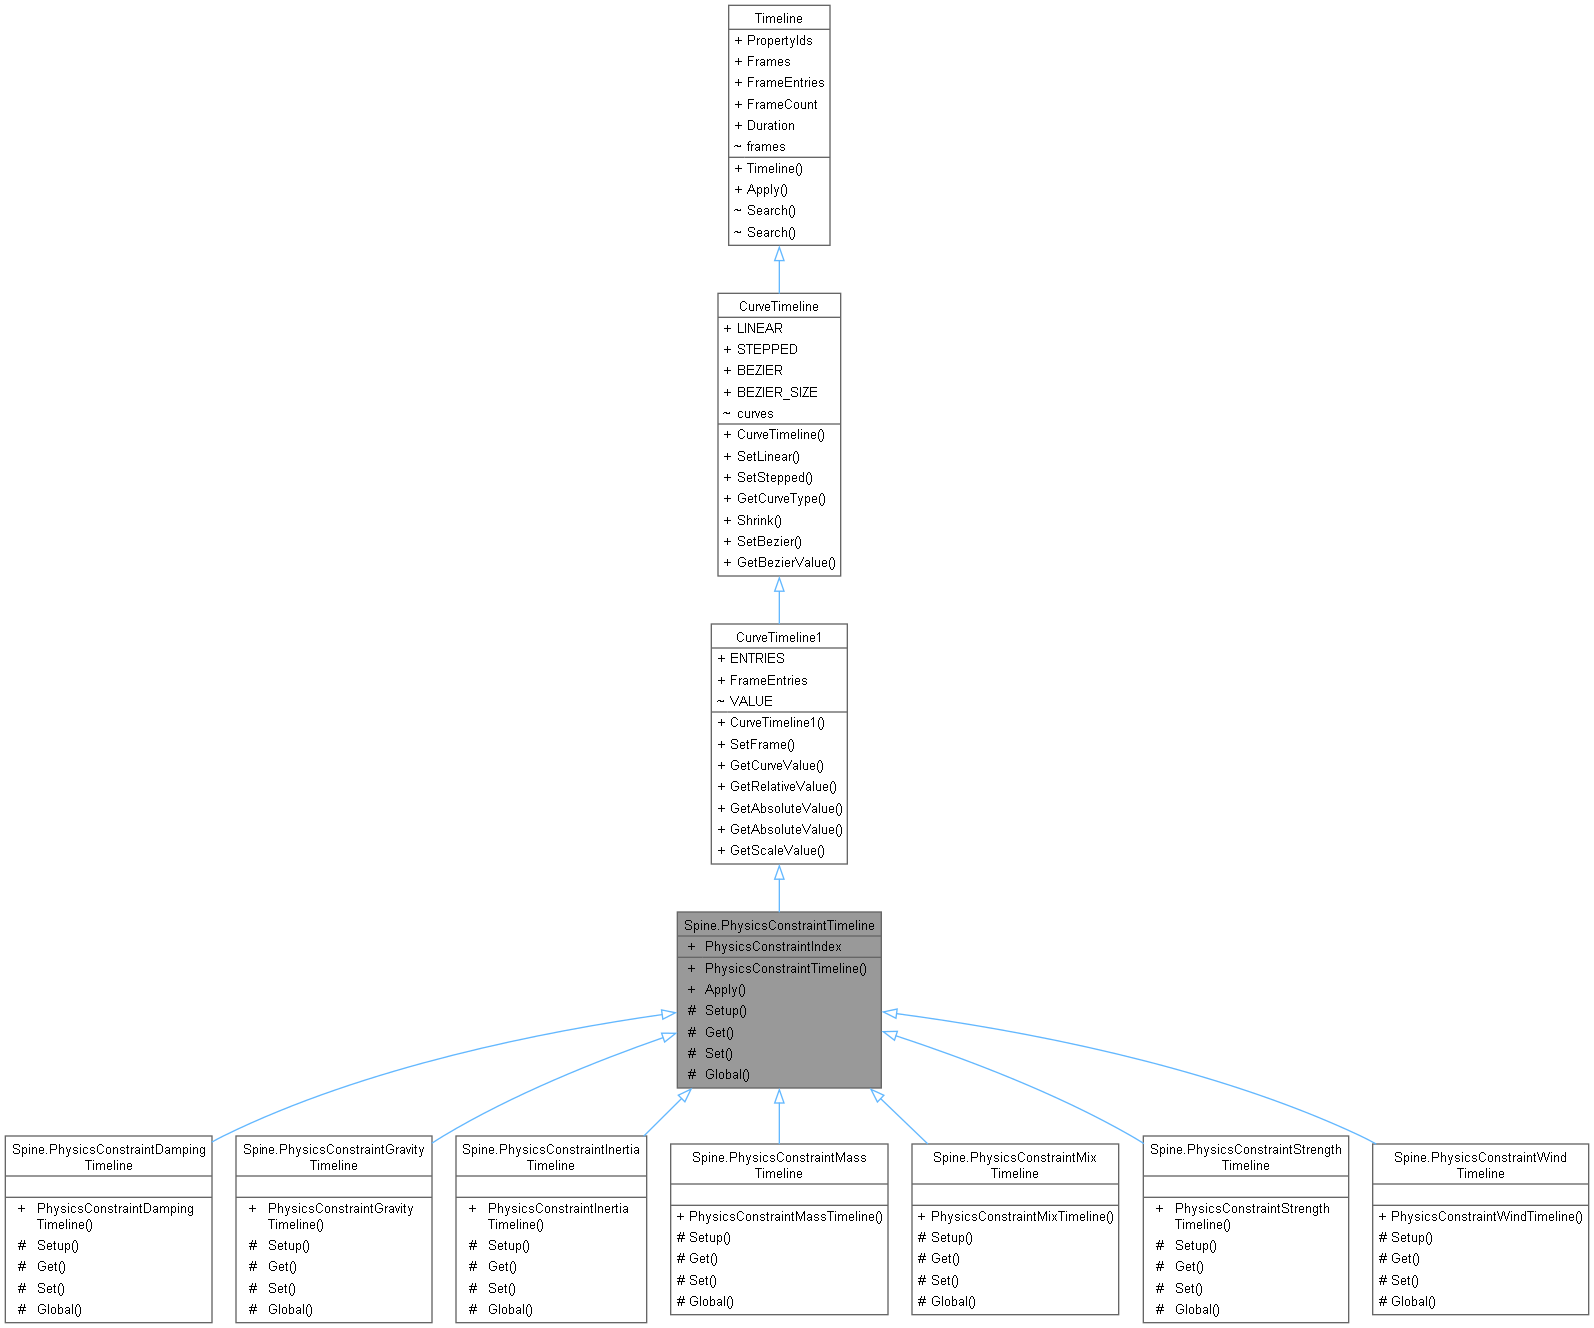 Timeline
+ PropertyIds
+ Frames
+ FrameEntries
+ FrameCount
+ Duration
~ frames
+ Timeline()
+ Apply()
~ Search()
~ Search()
CurveTimeline
+ LINEAR
+ STEPPED
+ BEZIER
+ BEZIER_SIZE
~ curves
+ CurveTimeline()
+ SetLinear()
+ SetStepped()
+ GetCurveType()
+ Shrink()
+ SetBezier()
+ GetBezierValue()
CurveTimeline1
+ ENTRIES
+ FrameEntries
~ VALUE
+ CurveTimeline1()
+ SetFrame()
+ GetCurveValue()
+ GetRelativeValue()
+ GetAbsoluteValue()
+ GetAbsoluteValue()
+ GetScaleValue()
Spine.PhysicsConstraintTimeline
+ PhysicsConstraintIndex
+ PhysicsConstraintTimeline()
+ Apply()
# Setup()
# Get()
# Set()
# Global()
Spine.PhysicsConstraintDamping
Timeline
+ PhysicsConstraintDamping
Timeline()
# Setup()
# Get()
# Set()
# Global()
Spine.PhysicsConstraintGravity
Timeline
+ PhysicsConstraintGravity
Timeline()
# Setup()
# Get()
# Set()
# Global()
Spine.PhysicsConstraintInertia
Timeline
+ PhysicsConstraintInertia
Timeline()
# Setup()
# Get()
# Set()
# Global()
Spine.PhysicsConstraintMass
Timeline
+ PhysicsConstraintMassTimeline()
# Setup()
# Get()
# Set()
# Global()
Spine.PhysicsConstraintMix
Timeline
+ PhysicsConstraintMixTimeline()
# Setup()
# Get()
# Set()
# Global()
Spine.PhysicsConstraintStrength
Timeline
+ PhysicsConstraintStrength
Timeline()
# Setup()
# Get()
# Set()
# Global()
Spine.PhysicsConstraintWind
Timeline
+ PhysicsConstraintWindTimeline()
# Setup()
# Get()
# Set()
# Global()